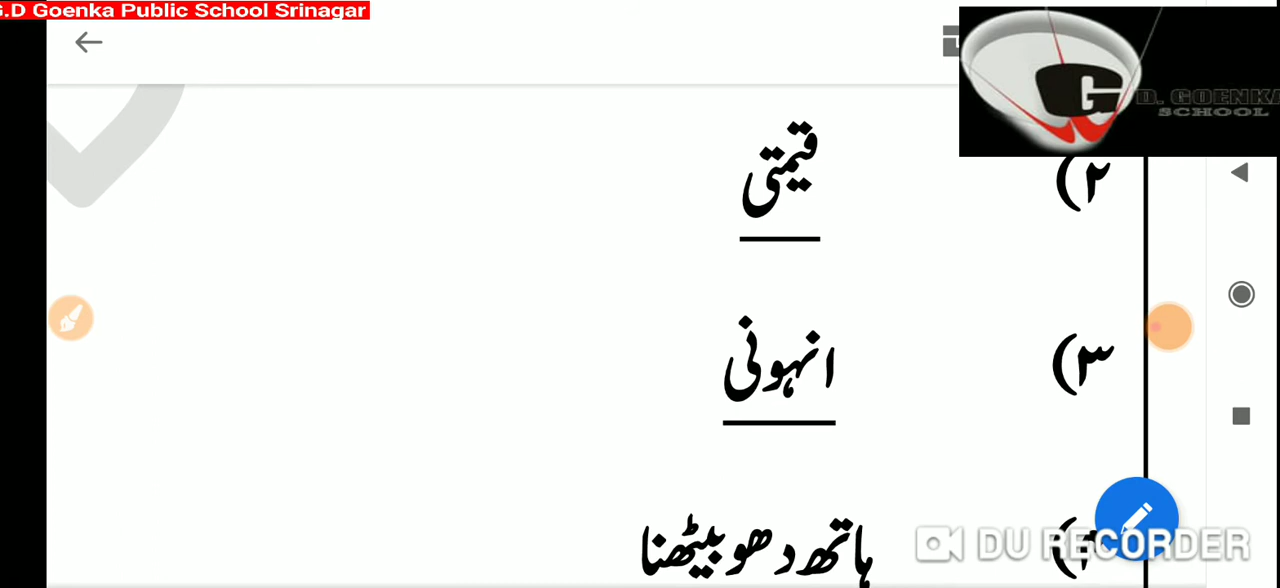 G.D Goenka Public School Srinagar
D. GOENKA
SCHOOL
۲) قیمتی
۳) انہونی
ہاتھ دھو بیٹھنا
DU RECORDER